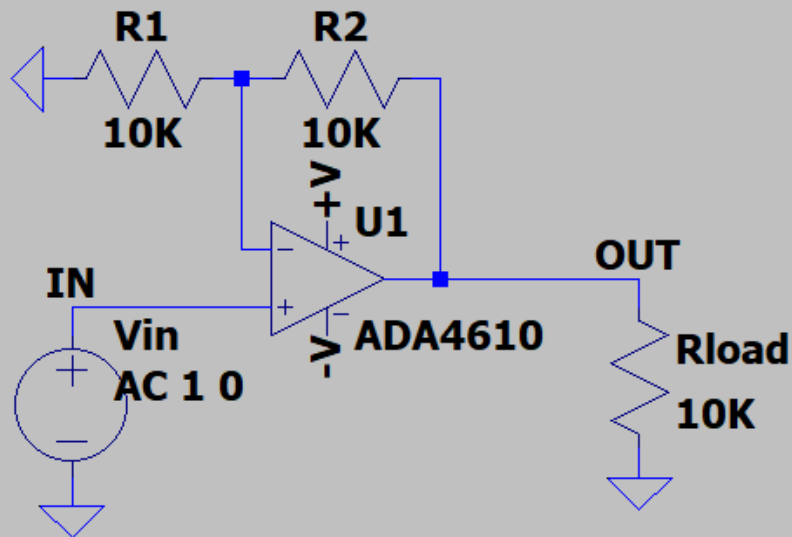 R1
R2
10K
10K
+V
U1
IN
OUT
Vin
-V
ADA4610
Rload
AC 1 0
10K